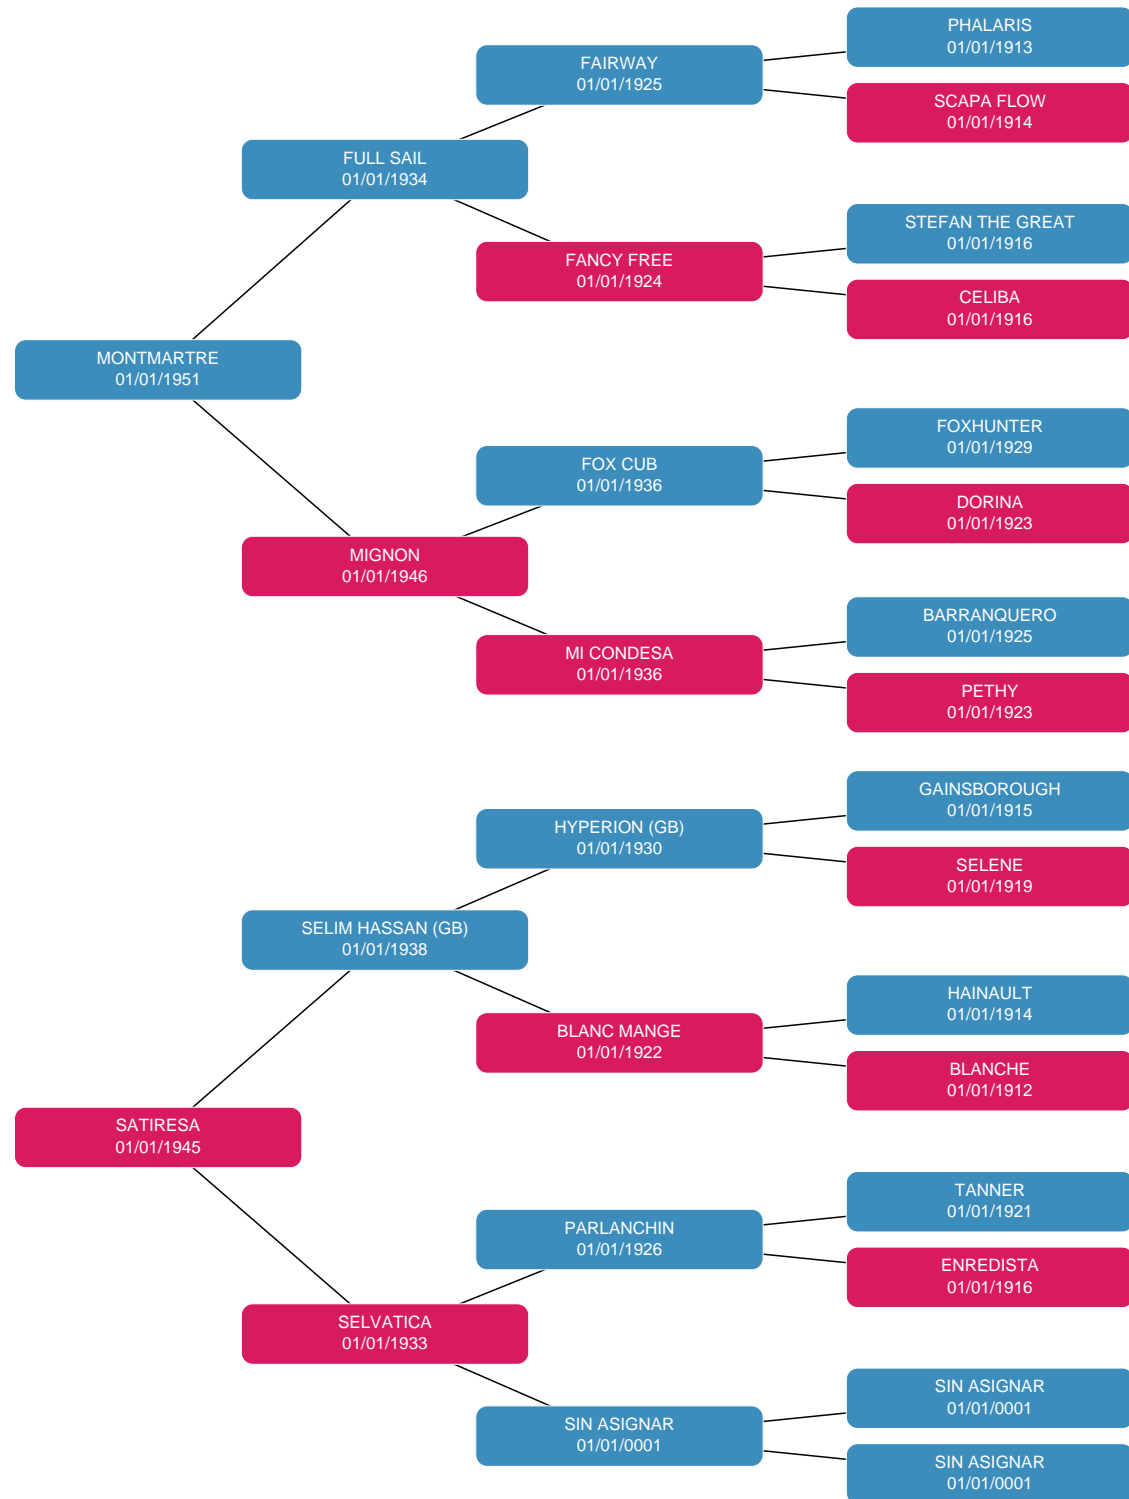 PHALARIS
01/01/1913
FAIRWAY
01/01/1925
SCAPA FLOW
01/01/1914
FULL SAIL
01/01/1934
STEFAN THE GREAT
01/01/1916
FANCY FREE
01/01/1924
CELIBA
01/01/1916
MONTMARTRE
01/01/1951
FOXHUNTER
01/01/1929
FOX CUB
01/01/1936
DORINA
01/01/1923
MIGNON
01/01/1946
BARRANQUERO
01/01/1925
MI CONDESA
01/01/1936
PETHY
01/01/1923
GAINSBOROUGH
01/01/1915
HYPERION (GB)
01/01/1930
SELENE
01/01/1919
SELIM HASSAN (GB)
01/01/1938
HAINAULT
01/01/1914
BLANC MANGE
01/01/1922
BLANCHE
01/01/1912
SATIRESA
01/01/1945
TANNER
01/01/1921
PARLANCHIN
01/01/1926
ENREDISTA
01/01/1916
SELVATICA
01/01/1933
SIN ASIGNAR
01/01/0001
SIN ASIGNAR
01/01/0001
SIN ASIGNAR
01/01/0001